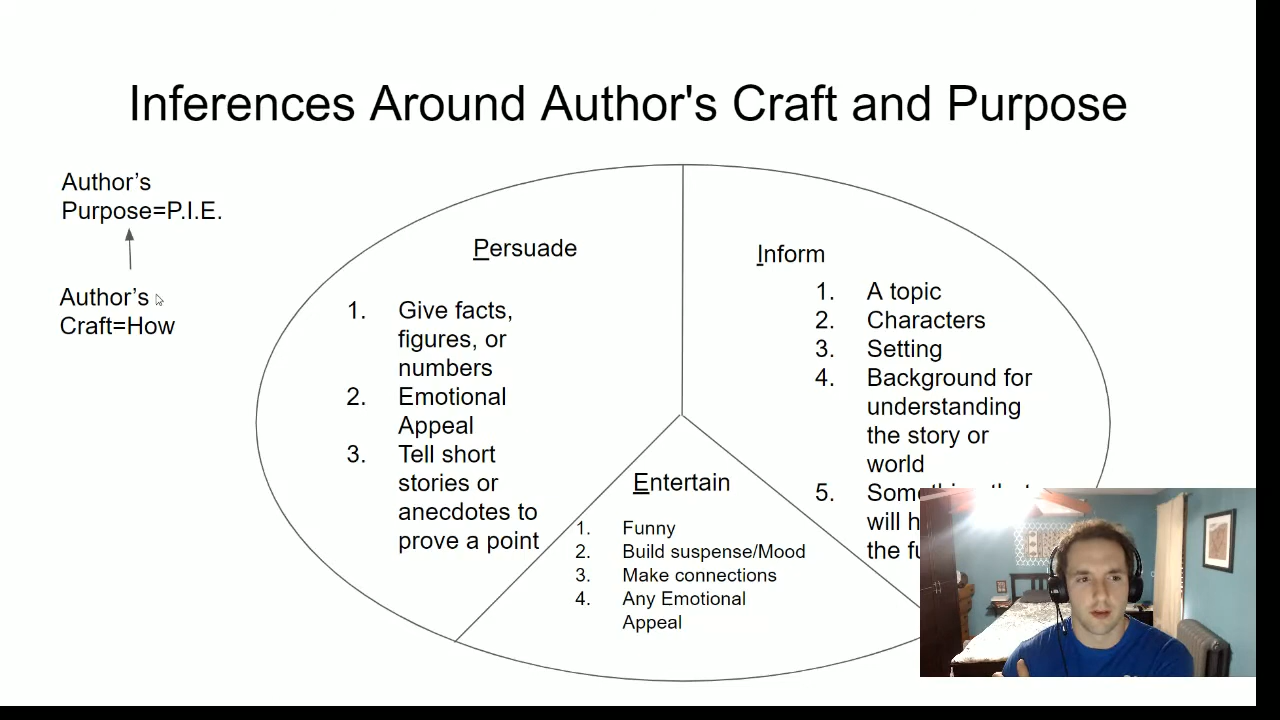 Inferences Around Author's Craft and Purpose
Author's
Purpose=P.I.E.
Author's
Craft=How
Persuade
1. Give facts,
figures, or
numbers
2. Emotional
Appeal
3. Tell short
stories or
anecdotes to
prove a point
Inform
1. A topic
2. Characters
3. Setting
4. Background for
understanding
the story or
world
5.
will
the
Entertain
1. Funny
2. Build suspense/Mood
3. Make connections
4. Any Emotional
Appeal